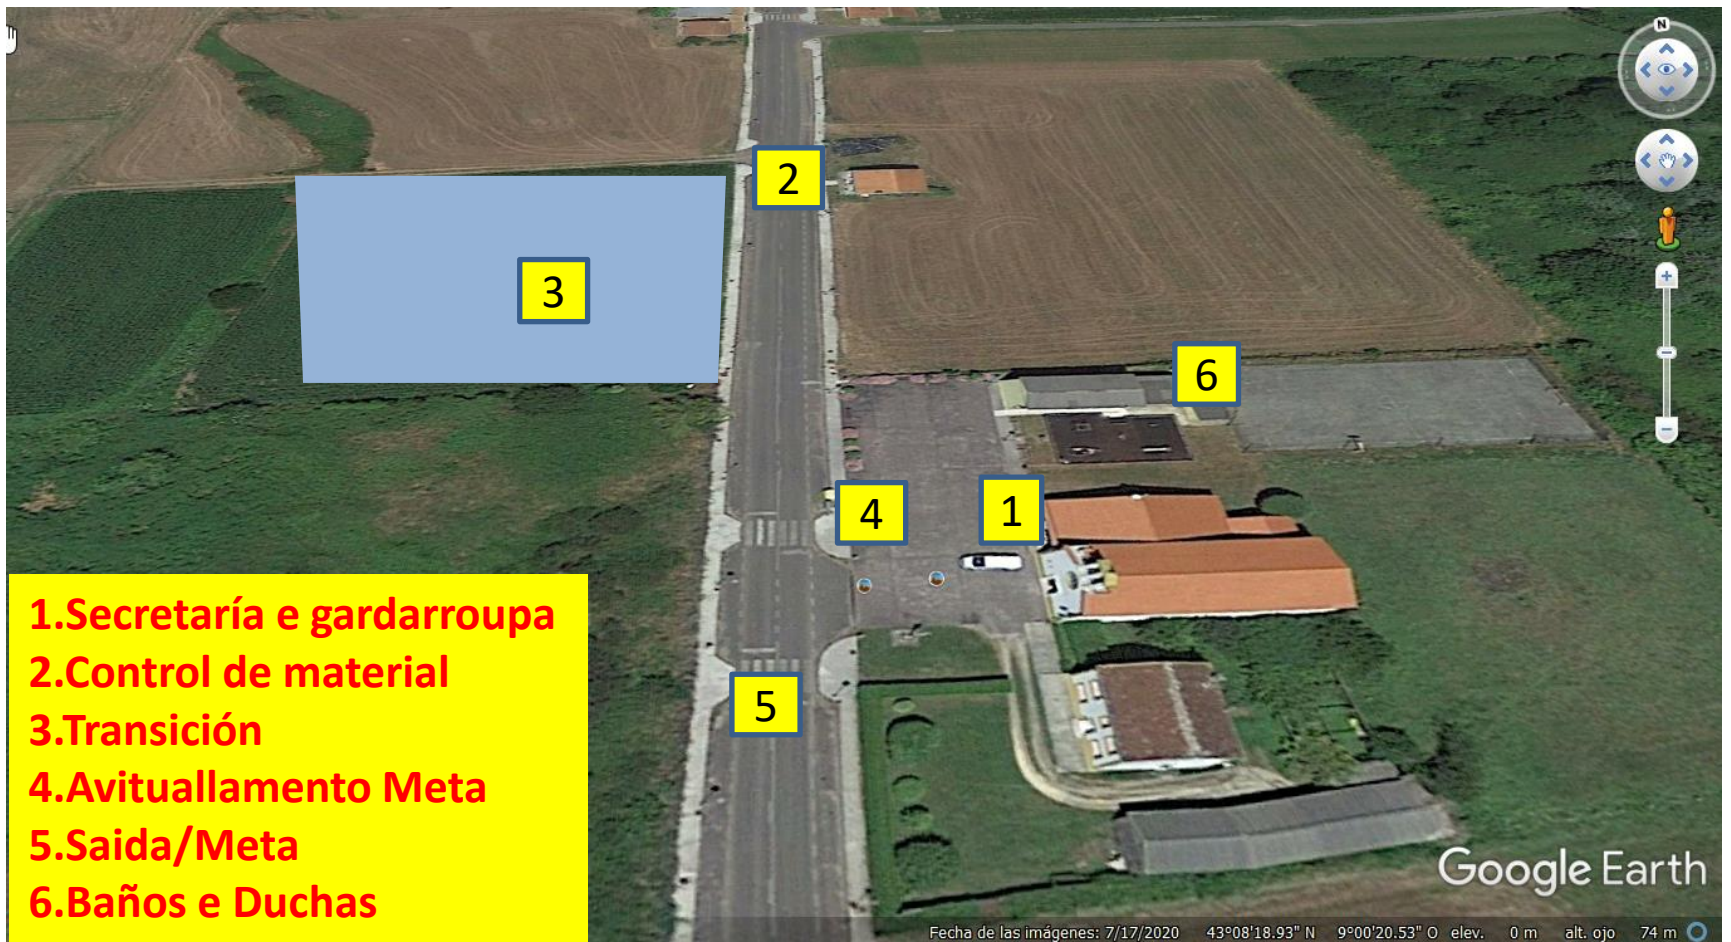 N
2
3
6
4
1
5
1.Secretaría e gardarroupa
2.Control de material
3.Transición
4.Avituallamento Meta
5.Saida/Meta
6.Baños e Duchas
Google Earth
Fecha de las imágenes: 7/17/2020 43°08'18.93" N 9°00'20.53" O elev. 0 m alt. ojo 74 m